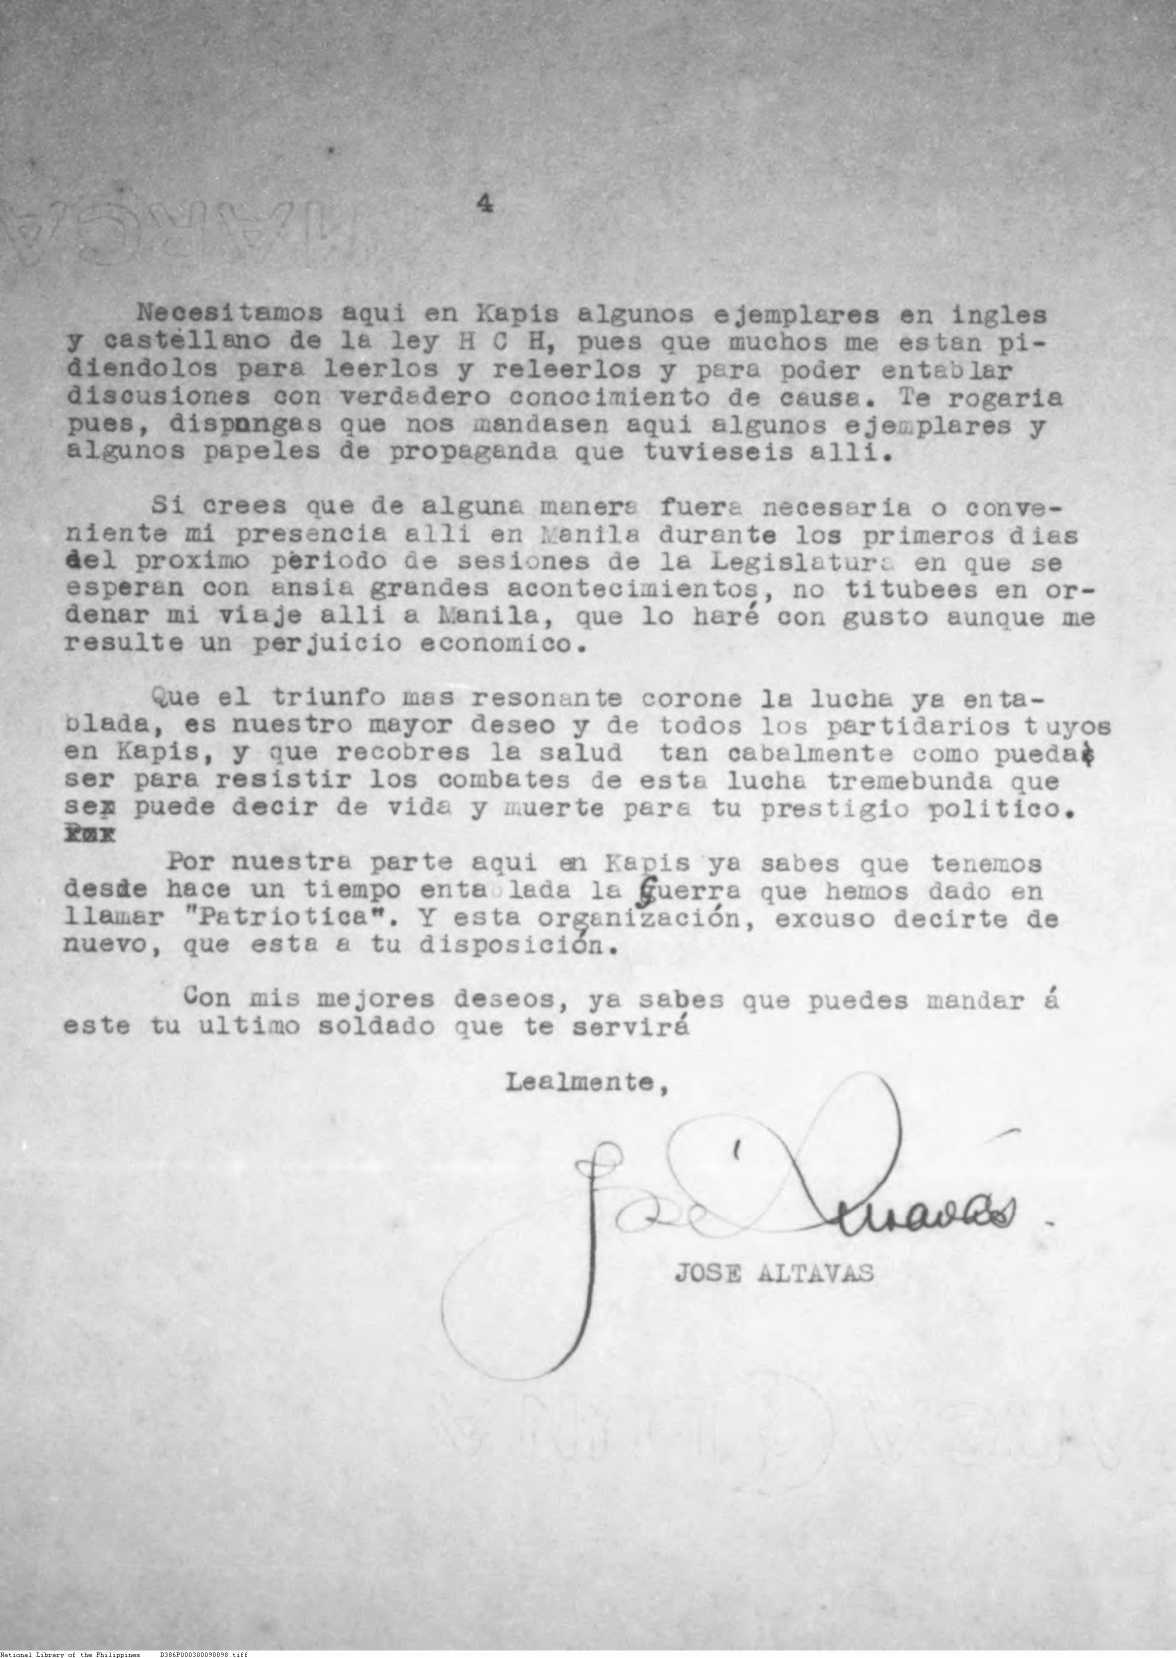 4
Necesitamos aqui en Kapis algunos ejemplares en ingles
y castellano de la ley H C H, pues que muchos me estan pi-
diendolos para leerlos y releerlos y para poder entablar
discusiones con verdadero conocimiento de causa. Te rogaria
pues, dispongas que nos mandasen aqui algunos ejemplares y
algunos papeles de propaganda que tuvieseis alli.
Si crees que de alguna manera fuera necesaria o conve-
niente mi presencia alli en Manila durante los primeros dias
del proximo periodo de sesiones de la Legislatura en que se
esperan con ansia grandes acontecimientos, no titubees en or-
denar mi viaje alli a Manila, que lo haré con gusto aunque me
resulte un perjuicio economico.
Que el triunfo mas resonante corone la lucha ya enta-
blada, es nuestro mayor deseo y de todos los partidarios tuyos
en Kapis, y que recobres la salud tan cabalmente como pueda
ser para resistir los combates de esta lucha tremebunda que
se puede decir de vida y muerte para tu prestigio politico.
Por
Por nuestra parte aqui en Kapis ya sabes que tenemos
desde hace un tiempo entablada la Guerra que hemos dado en
llamar "Patriotica". Y esta organización, excuso decirte de
nuevo, que esta a tu disposición.
Con mis mejores deseos, ya sabes que puedes mandar á
este tu ultimo soldado que te servirá
Lealmente,
Jose Altavás.
JOSE ALTAVAS
National Library of the Philippines D386P000300090898.tiff